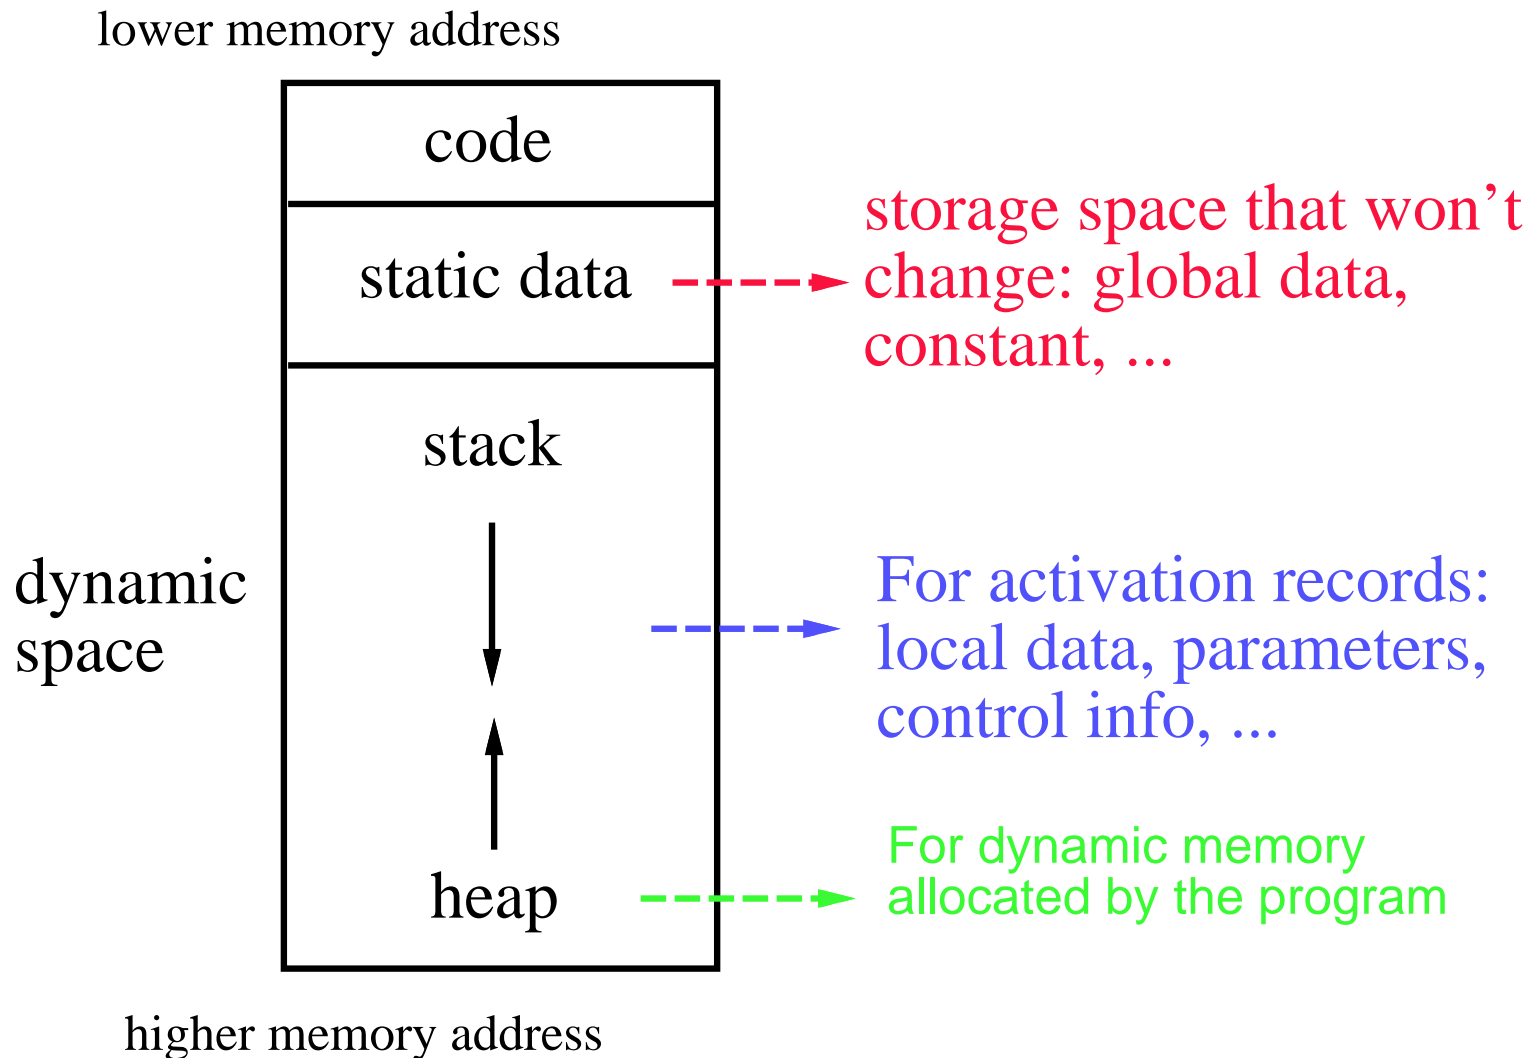 lower memory address
code
static data
storage space that won't
change: global data,
constant, ...
stack
dynamic
space
For activation records:
local data, parameters,
control info, ...
heap
For dynamic memory
allocated by the program
higher memory address